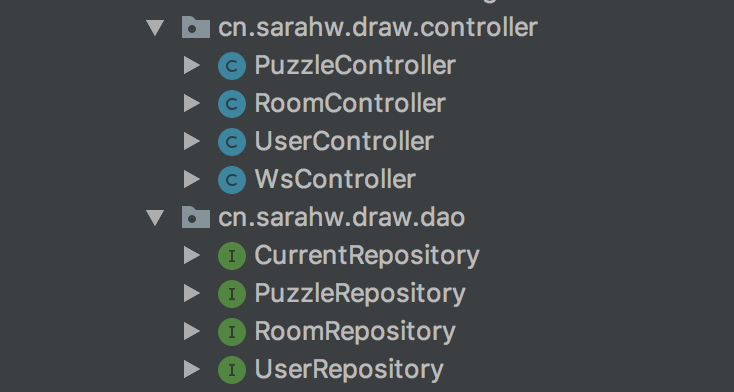 cn.sarahw.draw.controller
C PuzzleController
C RoomController
C UserController
C WsController
cn.sarahw.draw.dao
I CurrentRepository
I PuzzleRepository
I RoomRepository
I UserRepository